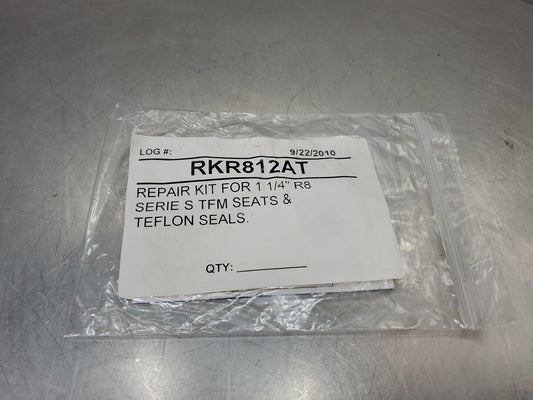 LOG #: 9/22/2010
RKR812AT
REPAIR KIT FOR 1 1/4" R8
SERIE S TFM SEATS &
TEFLON SEALS.
QTY: